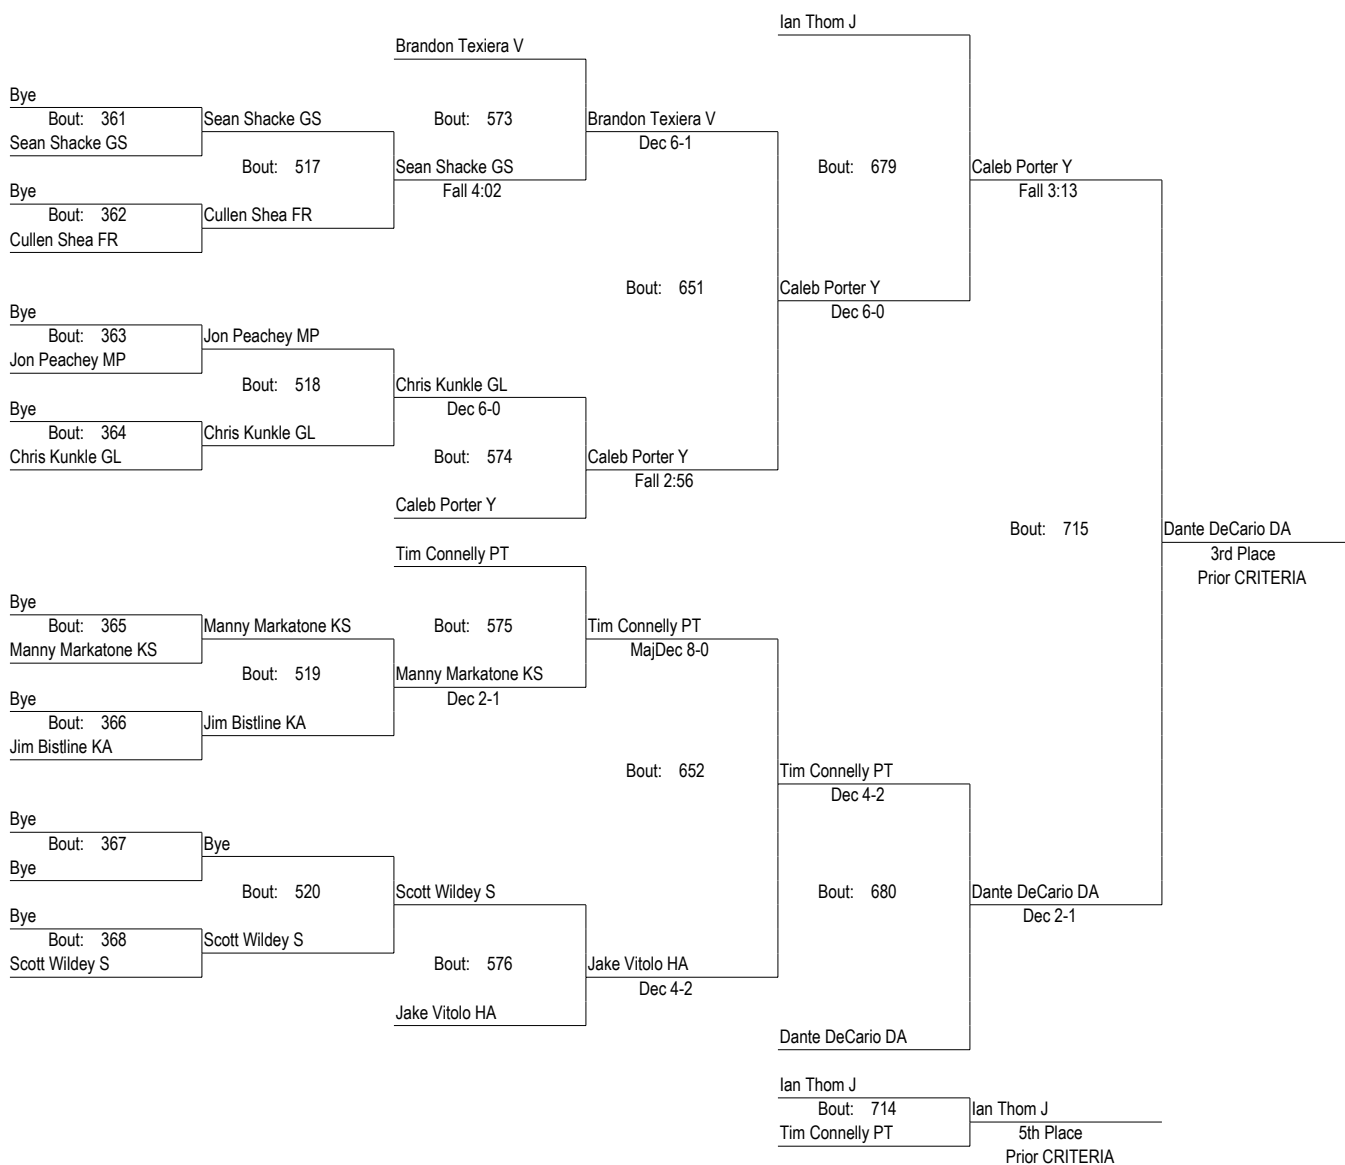 Ian Thom J
Brandon Texiera V
Bye
Bout: 361
Sean Shacke GS
Bout: 573
Brandon Texiera V
Sean Shacke GS
Dec 6-1
Bout: 517
Sean Shacke GS
Bout: 679
Caleb Porter Y
Bye
Fall 4:02
Fall 3:13
Bout: 362
Cullen Shea FR
Cullen Shea FR
Bout: 651
Caleb Porter Y
Bye
Dec 6-0
Bout: 363
Jon Peachey MP
Jon Peachey MP
Bout: 518
Chris Kunkle GL
Bye
Dec 6-0
Bout: 364
Chris Kunkle GL
Chris Kunkle GL
Bout: 574
Caleb Porter Y
Fall 2:56
Caleb Porter Y
Bout: 715
Dante DeCario DA
Tim Connelly PT
3rd Place
Prior CRITERIA
Bye
Bout: 365
Manny Markatone KS
Bout: 575
Tim Connelly PT
Manny Markatone KS
MajDec 8-0
Bout: 519
Manny Markatone KS
Bye
Dec 2-1
Bout: 366
Jim Bistline KA
Jim Bistline KA
Bout: 652
Tim Connelly PT
Dec 4-2
Bye
Bout: 367
Bye
Bye
Bout: 520
Scott Wildey S
Bout: 680
Dante DeCario DA
Bye
Dec 2-1
Bout: 368
Scott Wildey S
Scott Wildey S
Bout: 576
Jake Vitolo HA
Dec 4-2
Jake Vitolo HA
Dante DeCario DA
Ian Thom J
Bout: 714
Ian Thom J
Tim Connelly PT
5th Place
Prior CRITERIA